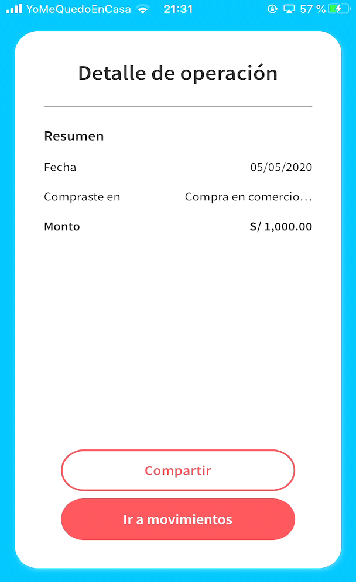 YoMeQuedoEnCasa 21:31 57 %
Detalle de operación
Resumen
Fecha 05/05/2020
Compraste en Compra en comercio...
Monto S/ 1,000.00
Compartir
Ir a movimientos